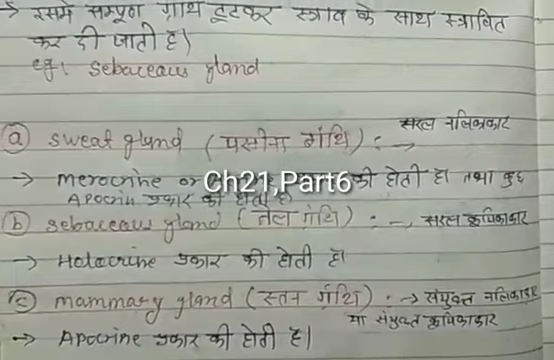 → इसमें सम्पूर्ण ग्रंथि टूटकर स्त्राव के साथ स्त्रावित
कर दी जाती है।
eg: sebaceous gland
ⓐ sweat gland (पसीना ग्रंथि) : → सरल नलिकाकार
→ merocrine or की होती है। तथा कुछ
Apocrin प्रकार की होती है
Ch21,Part6
ⓑ sebaceous gland (तेल ग्रंथि) : → सरल कूपिकाकार
→ Holocrine प्रकार की होती है।
ⓒ mammary gland (स्तन ग्रंथि) : → संयुक्त नलिकाकार
या संयुक्त कूपिकाकार
→ Apocrine प्रकार की होती है।